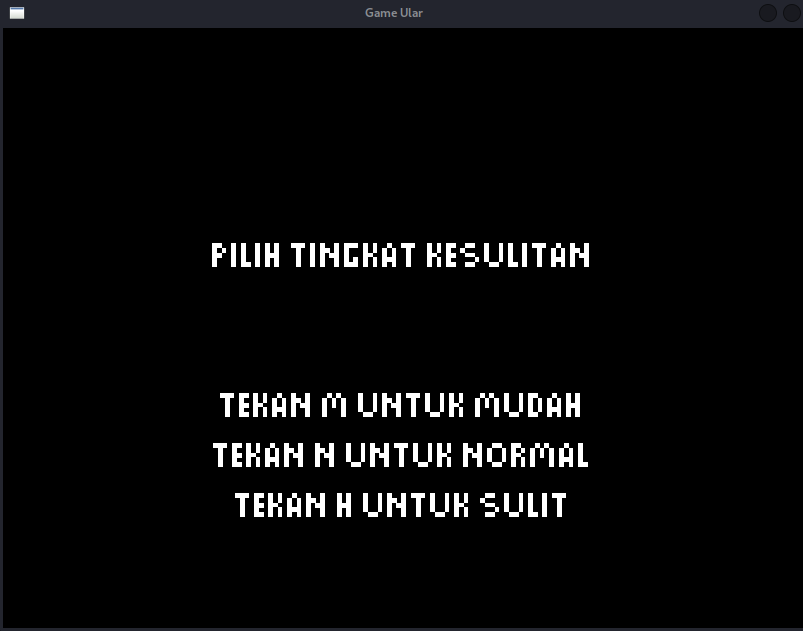 Game Ular
PILIH TINGKAT KESULITAN
TEKAN M UNTUK MUDAH
TEKAN N UNTUK NORMAL
TEKAN H UNTUK SULIT